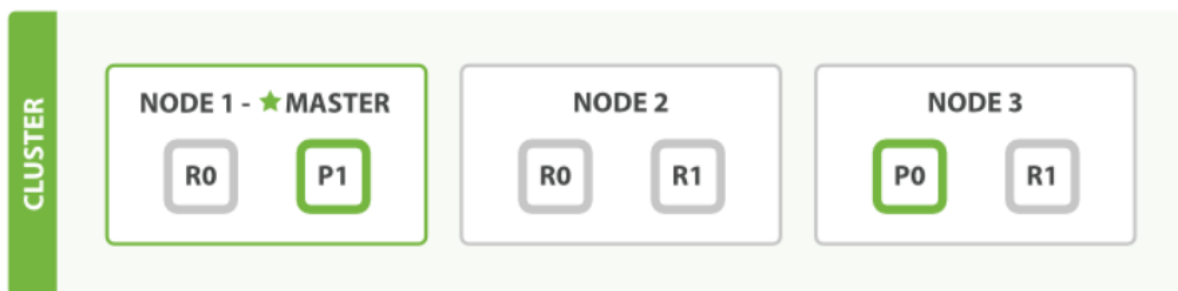 CLUSTER
NODE 1 - ★ MASTER
R0 P1
NODE 2
R0 R1
NODE 3
P0 R1